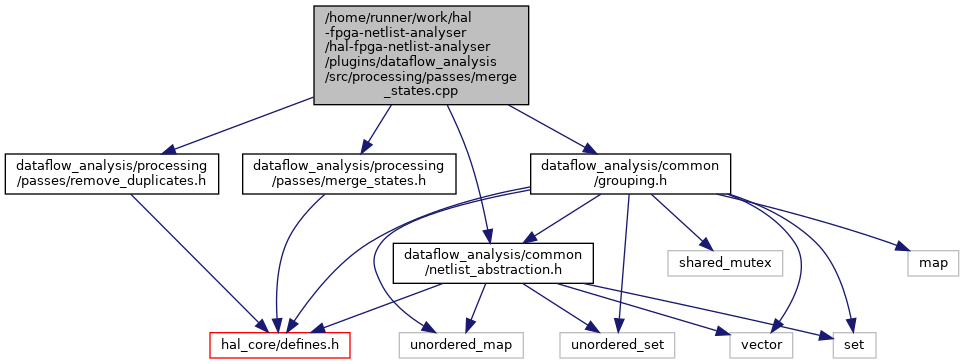 /home/runner/work/hal
-fpga-netlist-analyser
/hal-fpga-netlist-analyser
/plugins/dataflow_analysis
/src/processing/passes/merge
_states.cpp
dataflow_analysis/processing
/passes/remove_duplicates.h
dataflow_analysis/processing
/passes/merge_states.h
dataflow_analysis/common
/grouping.h
dataflow_analysis/common
/netlist_abstraction.h
shared_mutex
map
hal_core/defines.h
unordered_map
unordered_set
vector
set